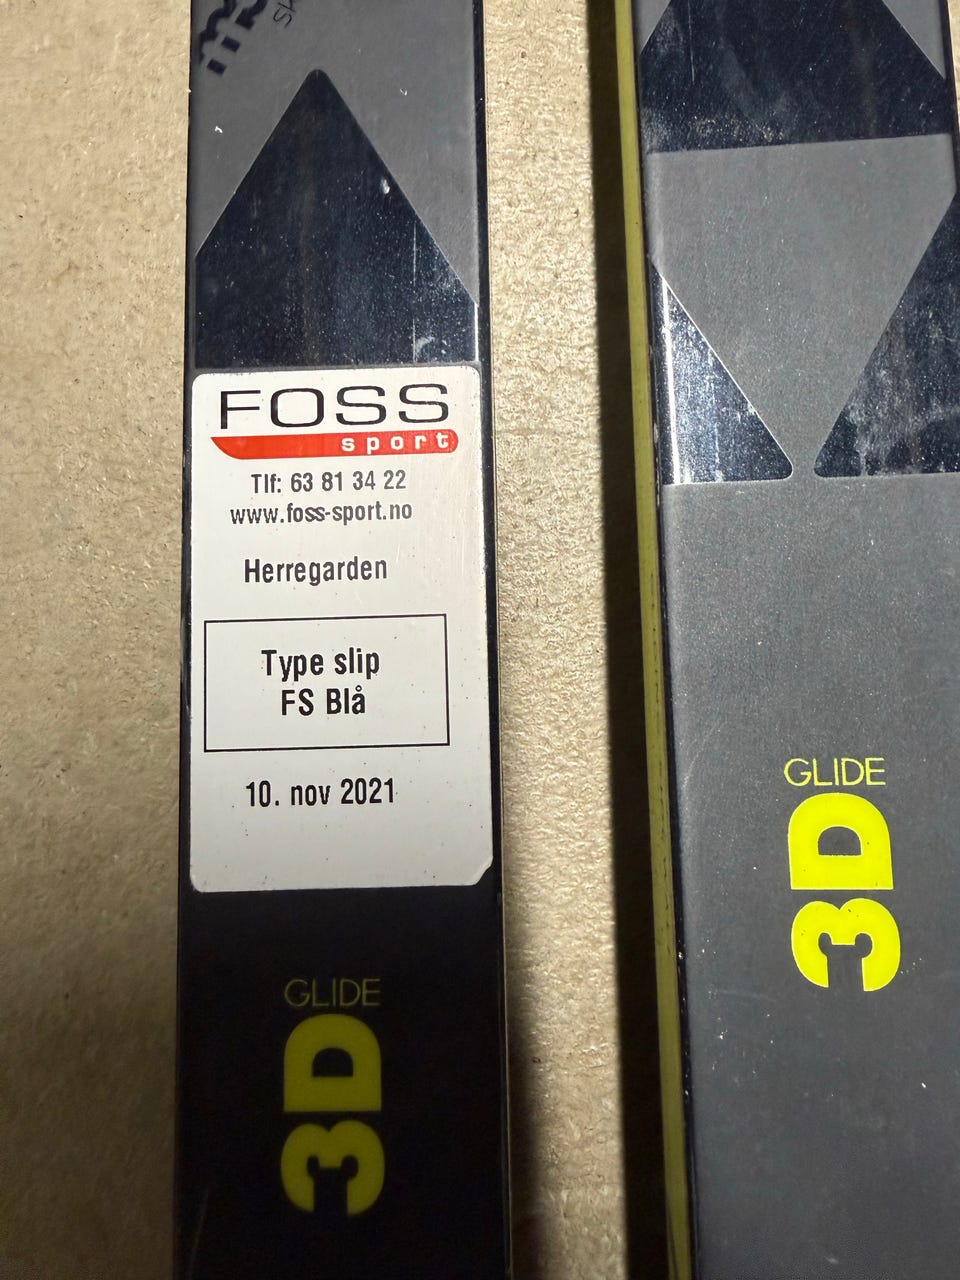 FOSS
sport
Tlf: 63 81 34 22
www.foss-sport.no
Herregarden
Type slip
FS Blå
10. nov 2021
GLIDE
3D
GLIDE
3D